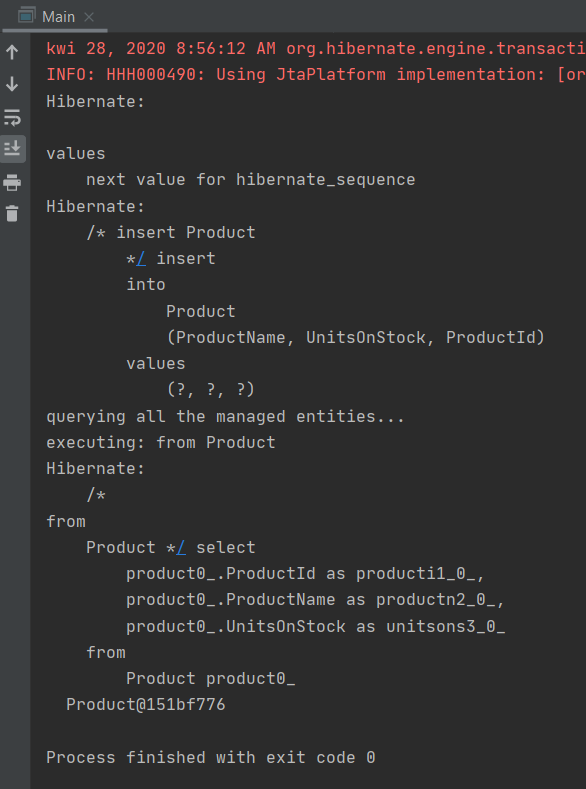 Main
kwi 28, 2020 8:56:12 AM org.hibernate.engine.transacti
INFO: HHH000490: Using JtaPlatform implementation: [or
Hibernate:
values
next value for hibernate_sequence
Hibernate:
/* insert Product
*/ insert
into
Product
(ProductName, UnitsOnStock, ProductId)
values
(?, ?, ?)
querying all the managed entities...
executing: from Product
Hibernate:
/*
from
Product */ select
product0_.ProductId as producti1_0_,
product0_.ProductName as productn2_0_,
product0_.UnitsOnStock as unitsons3_0_
from
Product product0_
Product@151bf776
Process finished with exit code 0